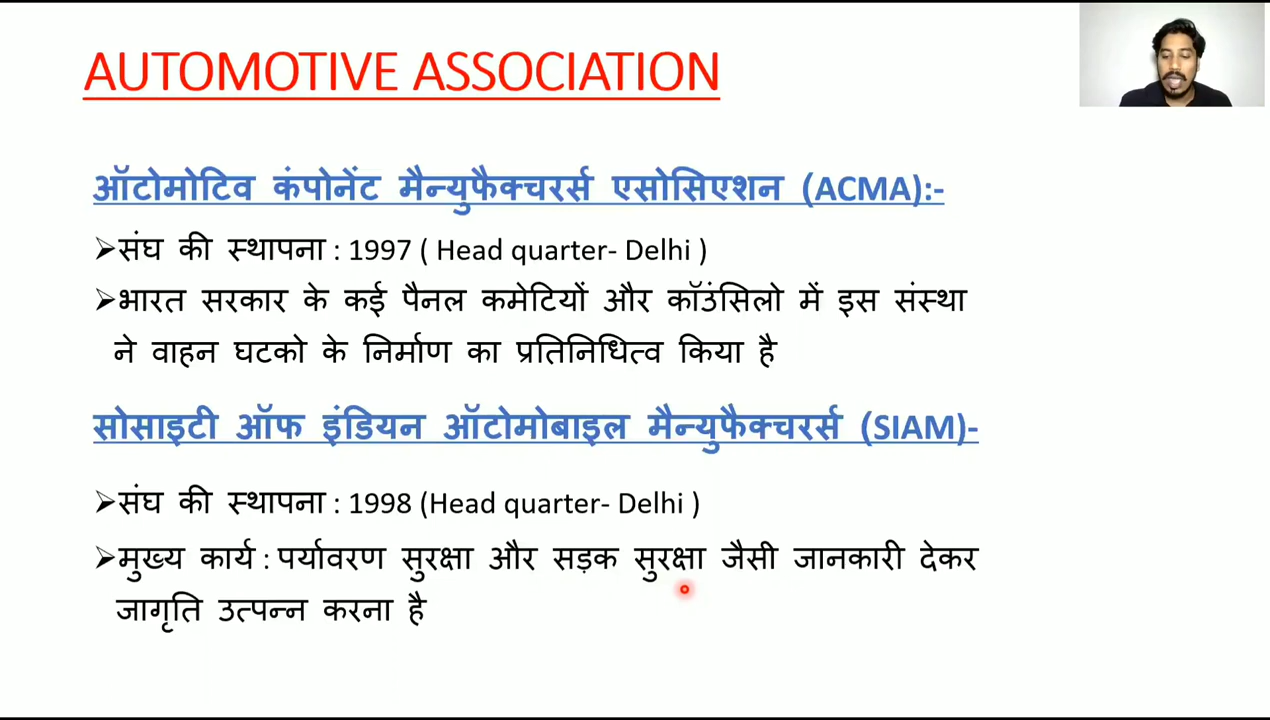 AUTOMOTIVE ASSOCIATION
ऑटोमोटिव कंपोनेंट मैन्युफैक्चरर्स एसोसिएशन (ACMA):-
➢संघ की स्थापना : 1997 ( Head quarter- Delhi )
➢भारत सरकार के कई पैनल कमेटियों और कॉउंसिलो में इस संस्था
ने वाहन घटको के निर्माण का प्रतिनिधित्व किया है
सोसाइटी ऑफ इंडियन ऑटोमोबाइल मैन्युफैक्चरर्स (SIAM)-
➢संघ की स्थापना : 1998 (Head quarter- Delhi )
➢मुख्य कार्य : पर्यावरण सुरक्षा और सड़क सुरक्षा जैसी जानकारी देकर
जागृति उत्पन्न करना है